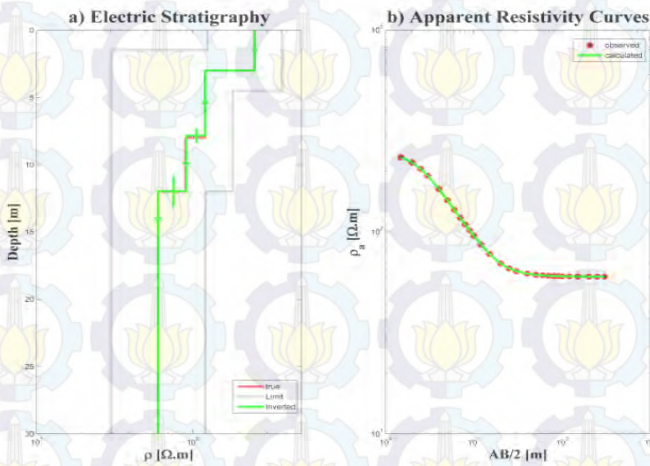 a) Electric Stratigraphy
b) Apparent Resistivity Curves
0
5
10
15
20
25
30
Depth [m]
ρ [Ω.m]
true
Limit
Inverted
observed
calculated
ρa [Ω.m]
AB/2 [m]